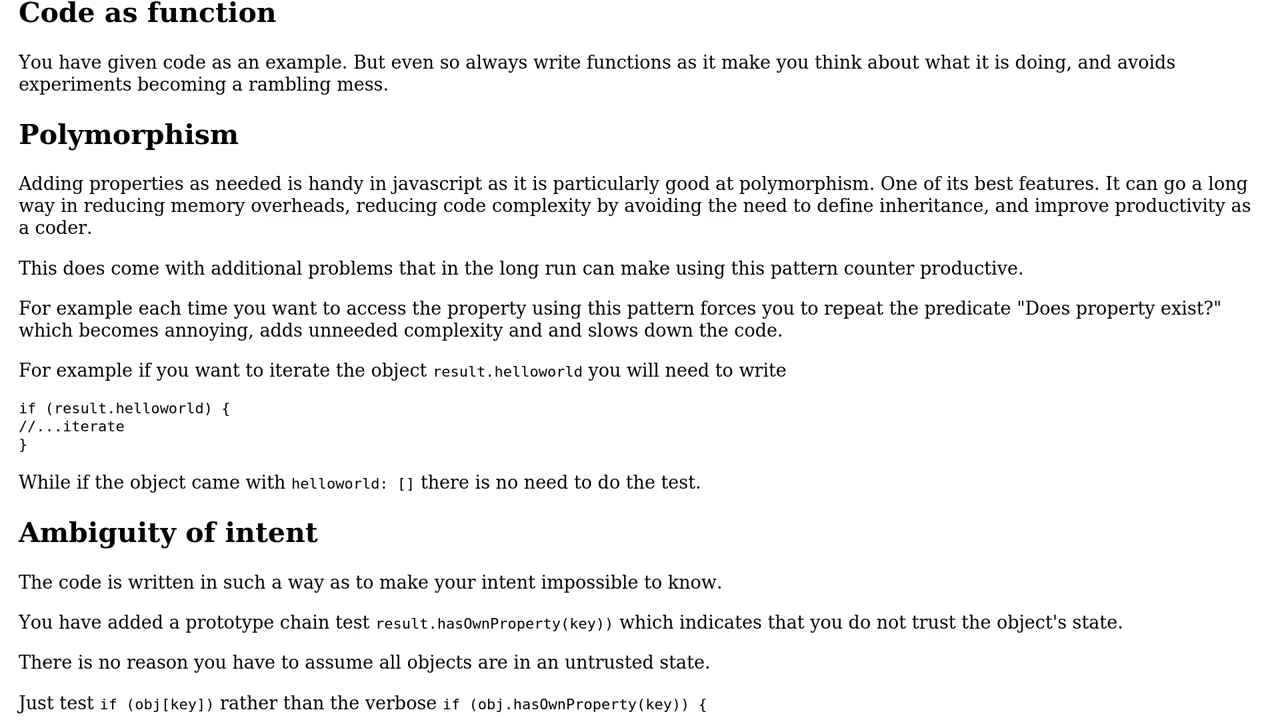 Code as function
You have given code as an example. But even so always write functions as it make you think about what it is doing, and avoids
experiments becoming a rambling mess.
Polymorphism
Adding properties as needed is handy in javascript as it is particularly good at polymorphism. One of its best features. It can go a long
way in reducing memory overheads, reducing code complexity by avoiding the need to define inheritance, and improve productivity as
a coder.
This does come with additional problems that in the long run can make using this pattern counter productive.
For example each time you want to access the property using this pattern forces you to repeat the predicate "Does property exist?"
which becomes annoying, adds unneeded complexity and and slows down the code.
For example if you want to iterate the object result.helloworld you will need to write
if (result.helloworld) {
//...iterate
}
While if the object came with helloworld: [] there is no need to do the test.
Ambiguity of intent
The code is written in such a way as to make your intent impossible to know.
You have added a prototype chain test result.hasOwnProperty(key)) which indicates that you do not trust the object's state.
There is no reason you have to assume all objects are in an untrusted state.
Just test if (obj[key]) rather than the verbose if (obj.hasOwnProperty(key)) {